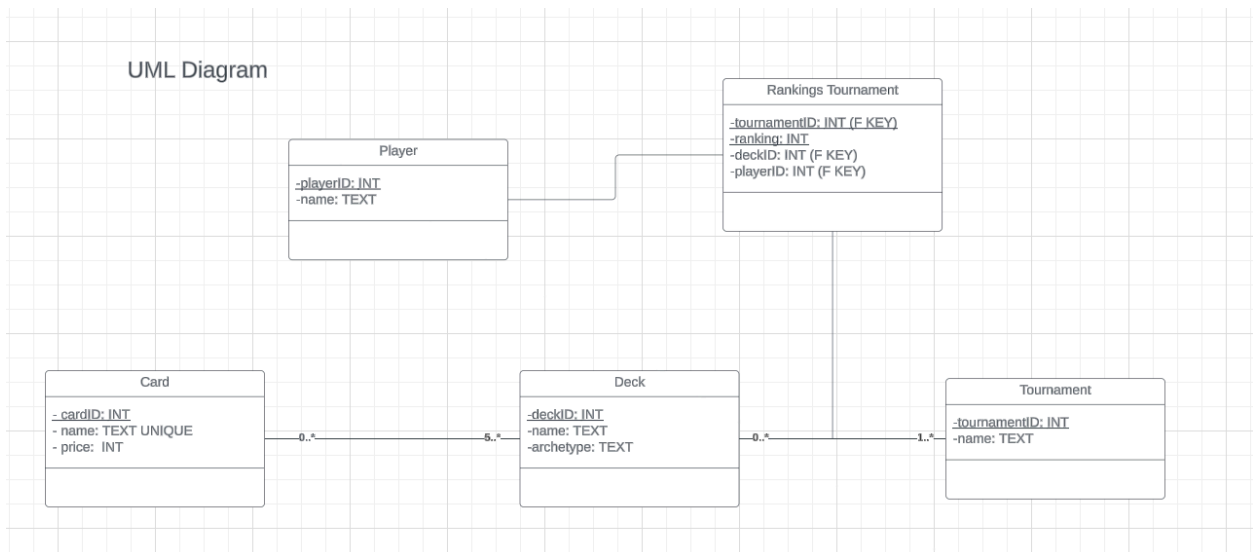 UML Diagram
Rankings Tournament
-tournamentID: INT (F KEY)
-ranking: INT
-deckID: INT (F KEY)
-playerID: INT (F KEY)
Player
-playerID: INT
-name: TEXT
Card
- cardID: INT
- name: TEXT UNIQUE
- price:  INT
0..*
5..*
Deck
-deckID: INT
-name: TEXT
-archetype: TEXT
0..*
1..*
Tournament
-tournamentID: INT
-name: TEXT